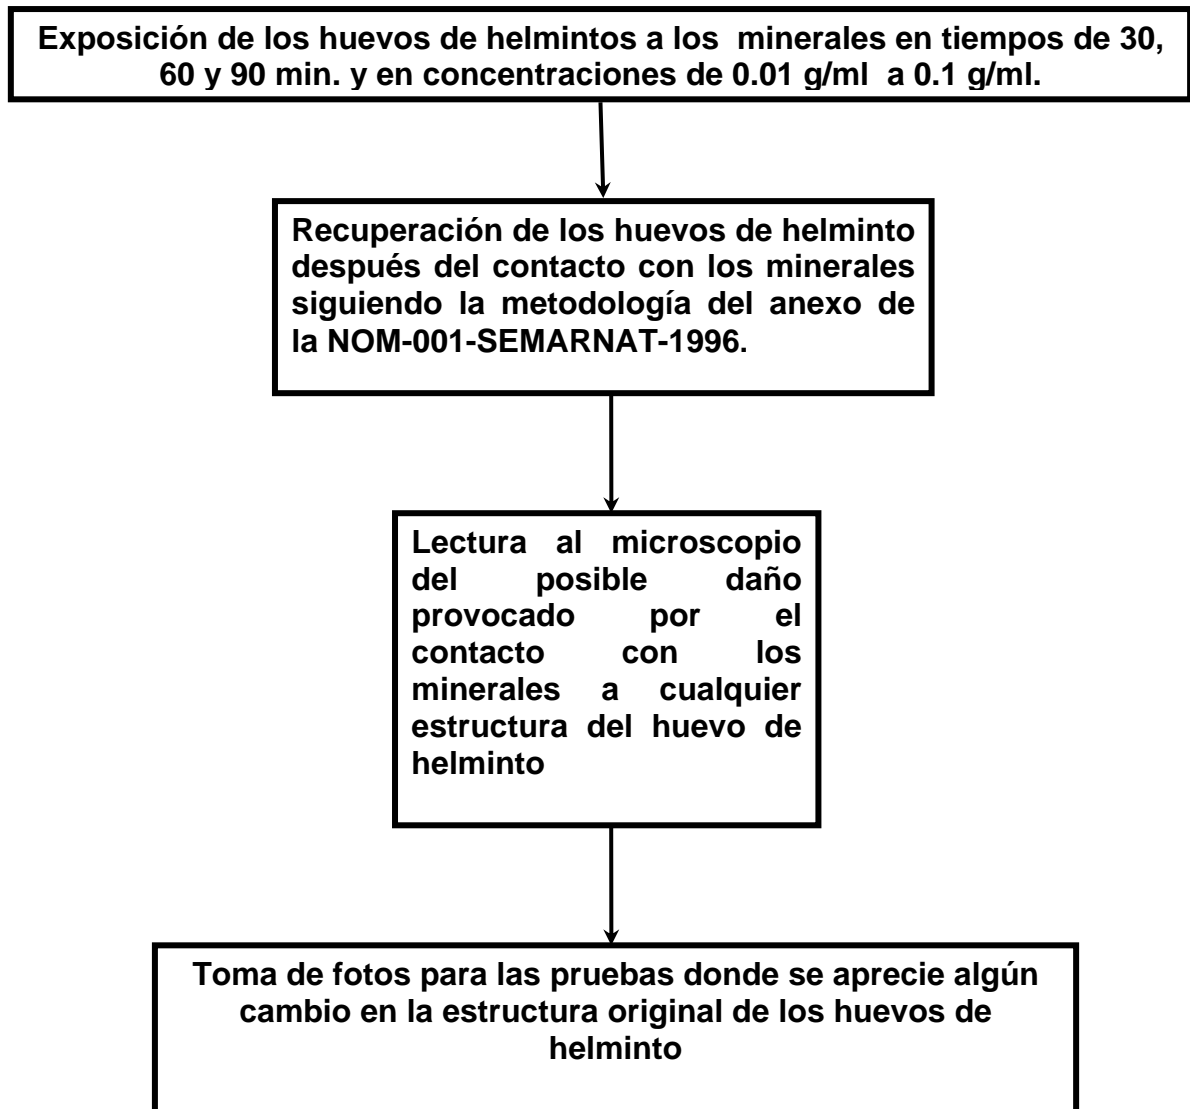 Exposición de los huevos de helmintos a los minerales en tiempos de 30,
60 y 90 min. y en concentraciones de 0.01 g/ml a 0.1 g/ml.
Recuperación de los huevos de helminto
después del contacto con los minerales
siguiendo la metodología del anexo de
la NOM-001-SEMARNAT-1996.
Lectura al microscopio
del posible daño
provocado por el
contacto con los
minerales a cualquier
estructura del huevo de
helminto
Toma de fotos para las pruebas donde se aprecie algún
cambio en la estructura original de los huevos de
helminto